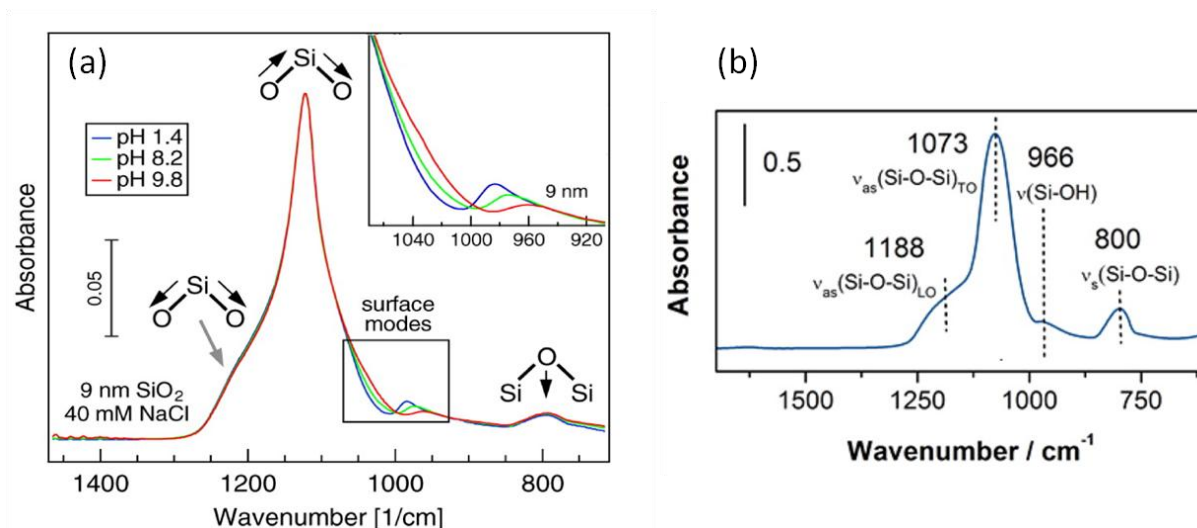 (a)
Si
O O
pH 1.4
pH 8.2
pH 9.8
9 nm
1040 1000 960 920
Si
O O
0.05
surface
modes
O
Si Si
9 nm SiO₂
40 mM NaCl
Absorbance
1400 1200 1000 800
Wavenumber [1/cm]
(b)
0.5
1073
νas(Si-O-Si)TO
966
ν(Si-OH)
1188
νas(Si-O-Si)LO
800
νs(Si-O-Si)
Absorbance
1500 1250 1000 750
Wavenumber / cm⁻¹